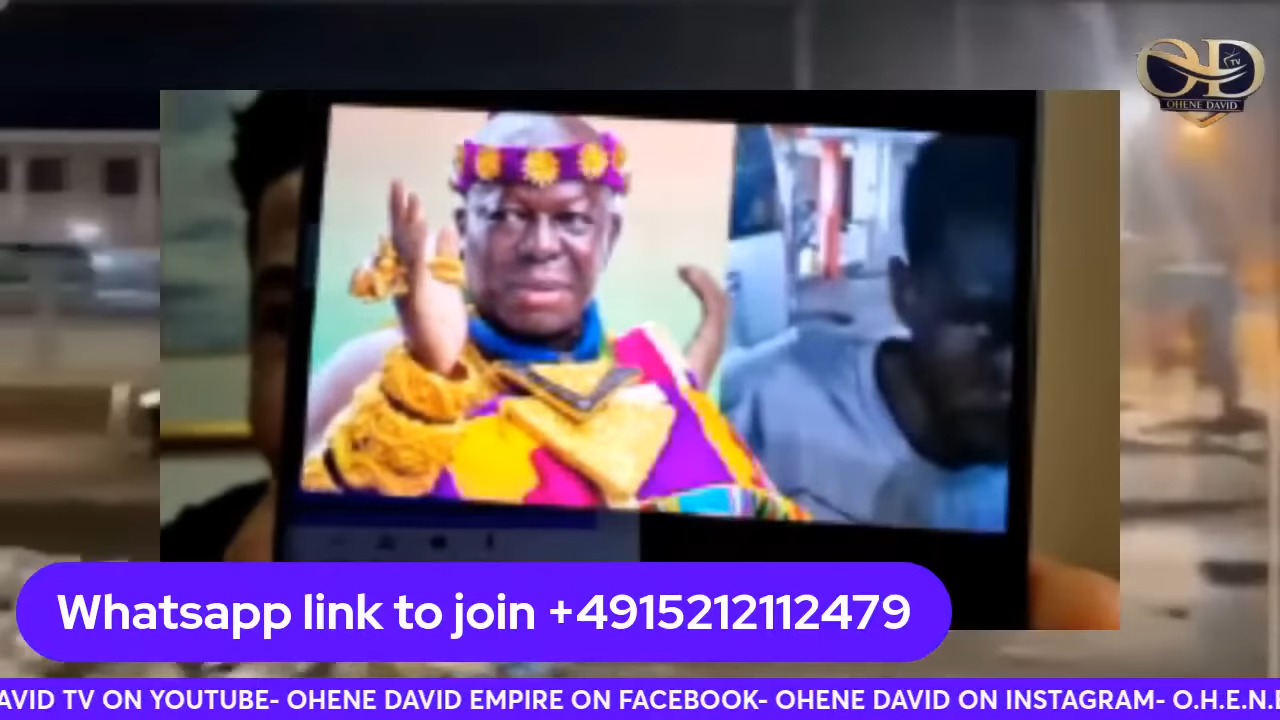 TV
OHENE DAVID
Whatsapp link to join +4915212112479
AVID TV ON YOUTUBE- OHENE DAVID EMPIRE ON FACEBOOK- OHENE DAVID ON INSTAGRAM- O.H.E.N.E